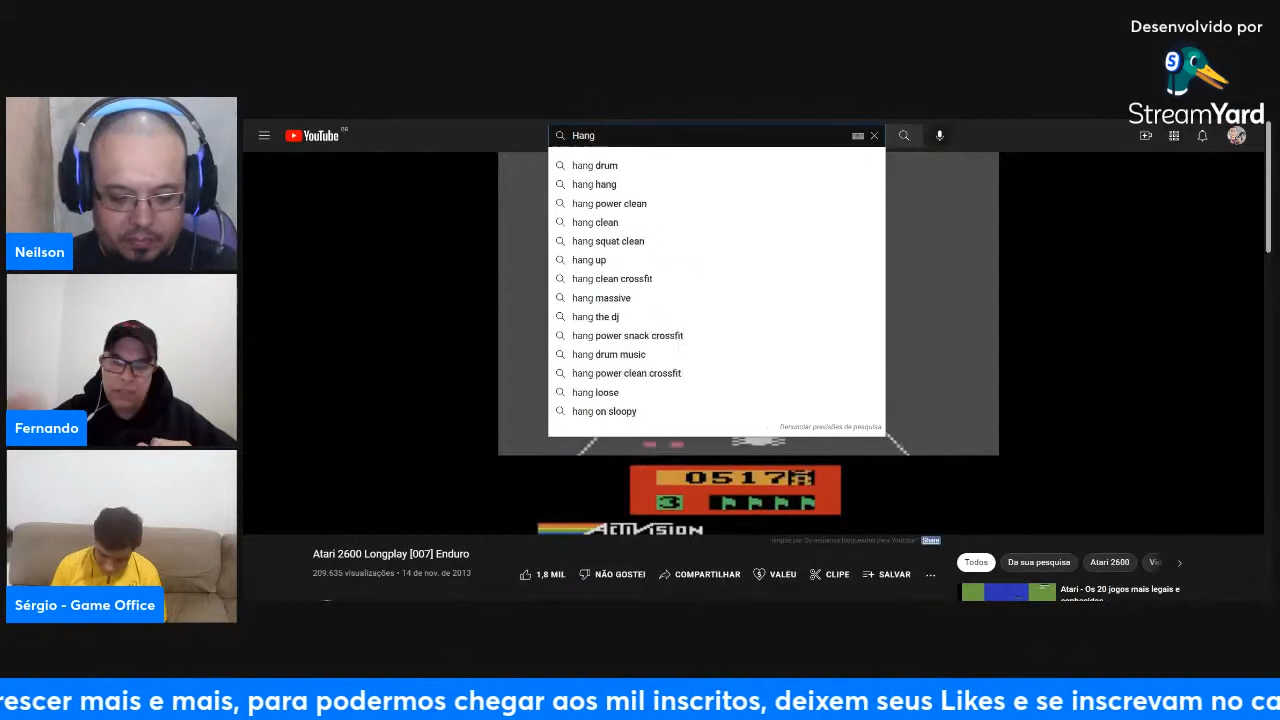 Desenvolvido por
StreamYard
YouTube BR
Hang
hang drum
hang hang
hang power clean
hang clean
hang squat clean
hang up
hang clean crossfit
hang massive
hang the dj
hang power snack crossfit
hang drum music
hang power clean crossfit
hang loose
hang on sloopy
Denunciar previsões de pesquisa
Neilson
Fernando
Sérgio - Game Office
0517
3
ACTIVISION
Share
Atari 2600 Longplay [007] Enduro
209.635 visualizações • 14 de nov. de 2013
1,8 MIL
NÃO GOSTEI
COMPARTILHAR
VALEU
CLIPE
SALVAR
Todos
Da sua pesquisa
Atari 2600
Atari - Os 20 jogos mais legais e
rescer mais e mais, para podermos chegar aos mil inscritos, deixem seus Likes e se inscrevam no ca